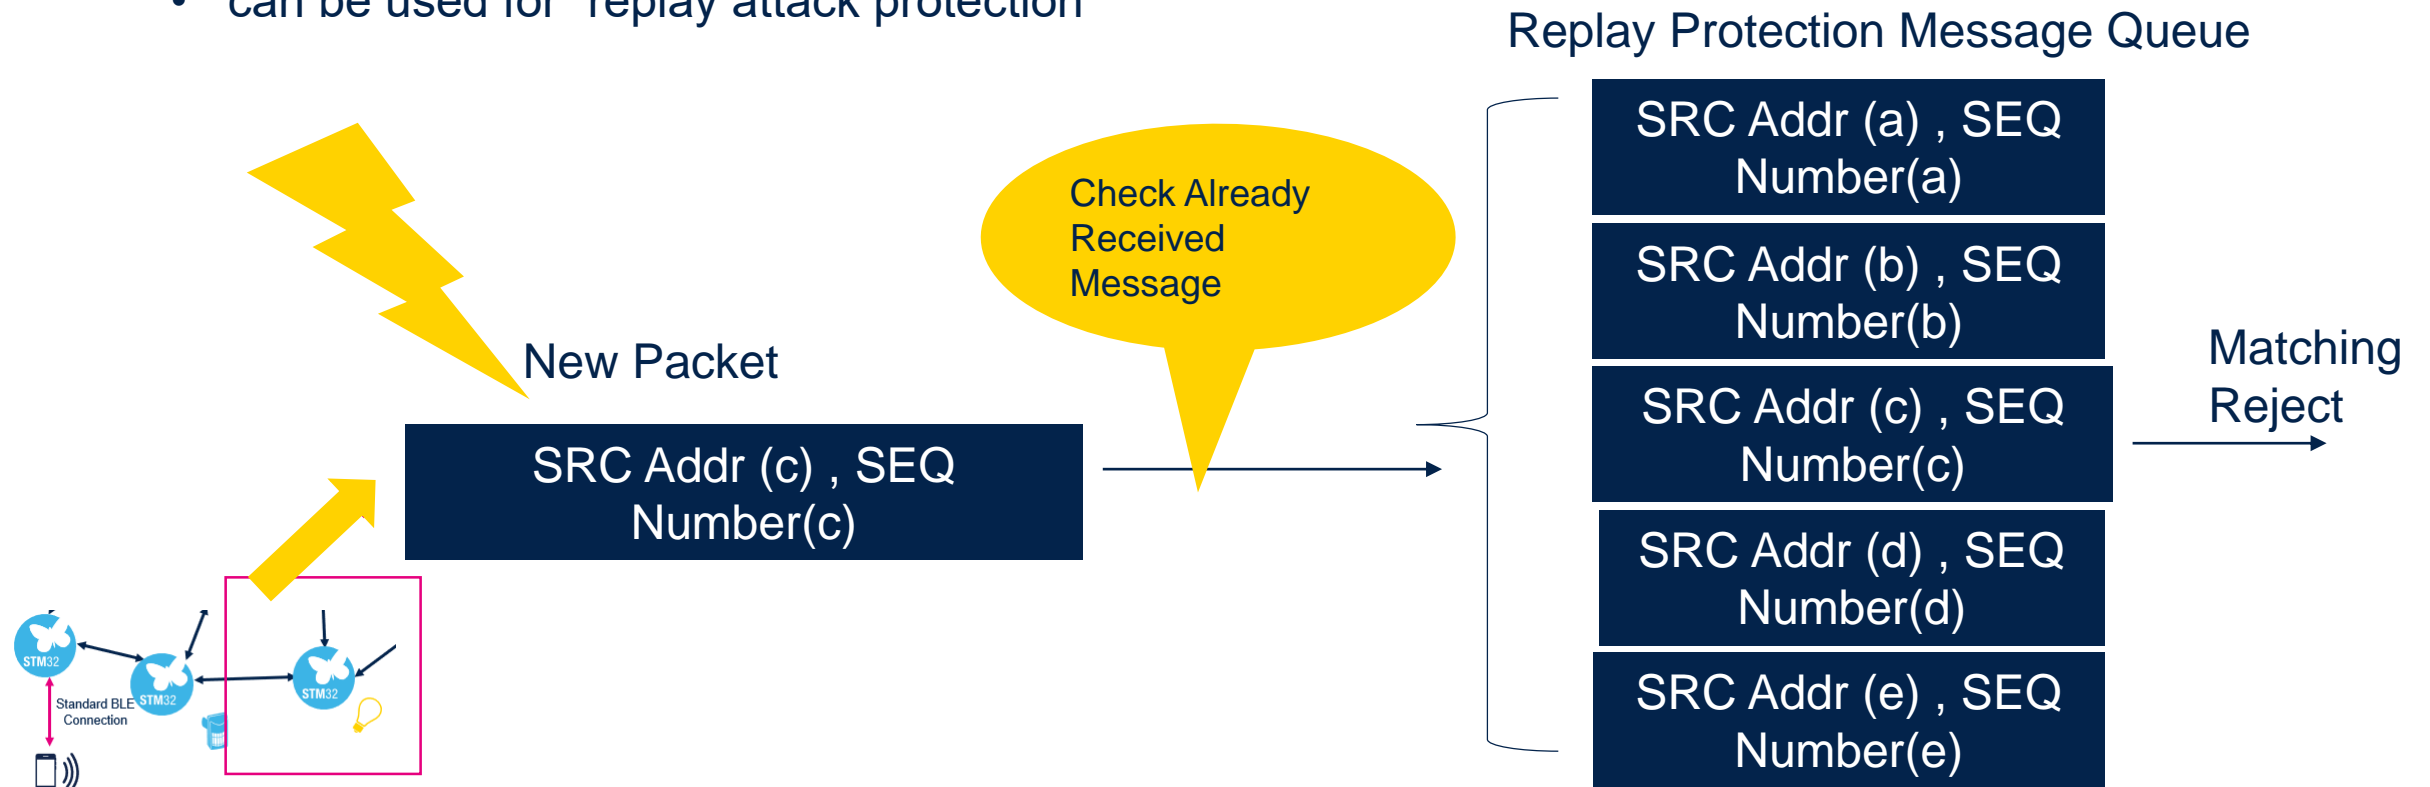 • can be used for replay attack protection
Replay Protection Message Queue
SRC Addr (a) , SEQ
Number(a)
Check Already
Received
Message
SRC Addr (b) , SEQ
Number(b)
New Packet
Matching
Reject
SRC Addr (c) , SEQ
Number(c)
SRC Addr (c) , SEQ
Number(c)
SRC Addr (d) , SEQ
Number(d)
SRC Addr (e) , SEQ
Number(e)
STM32
STM32
STM32
Standard BLE
Connection